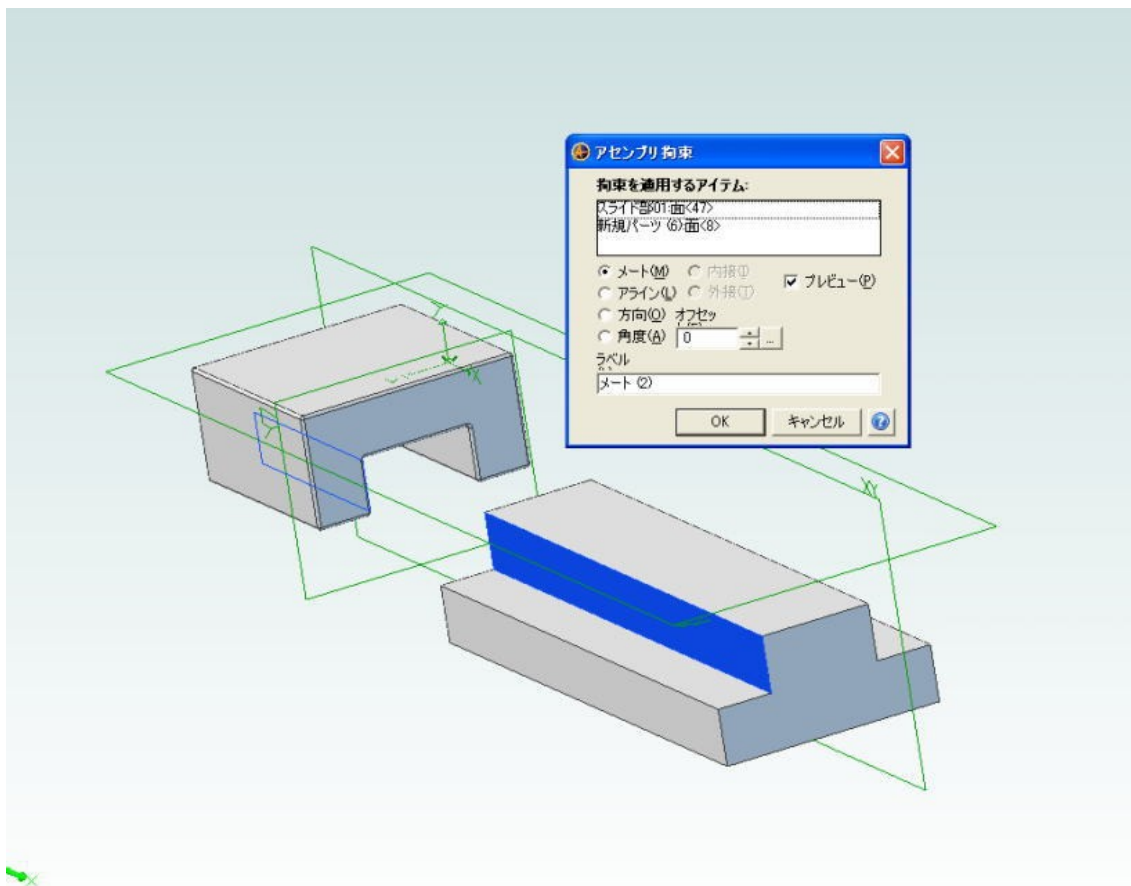 アセンブリ拘束
拘束を適用するアイテム:
スライド部01:面<47>
新規パーツ (6):面<8>
メート(M) 内接(I)
プレビュー(P)
アライン(L) 外接(T)
方向(O) オフセッ
角度(A) 0 ...
ラベル
メート (2)
OK キャンセル ?
Y
X
Y
XY
X